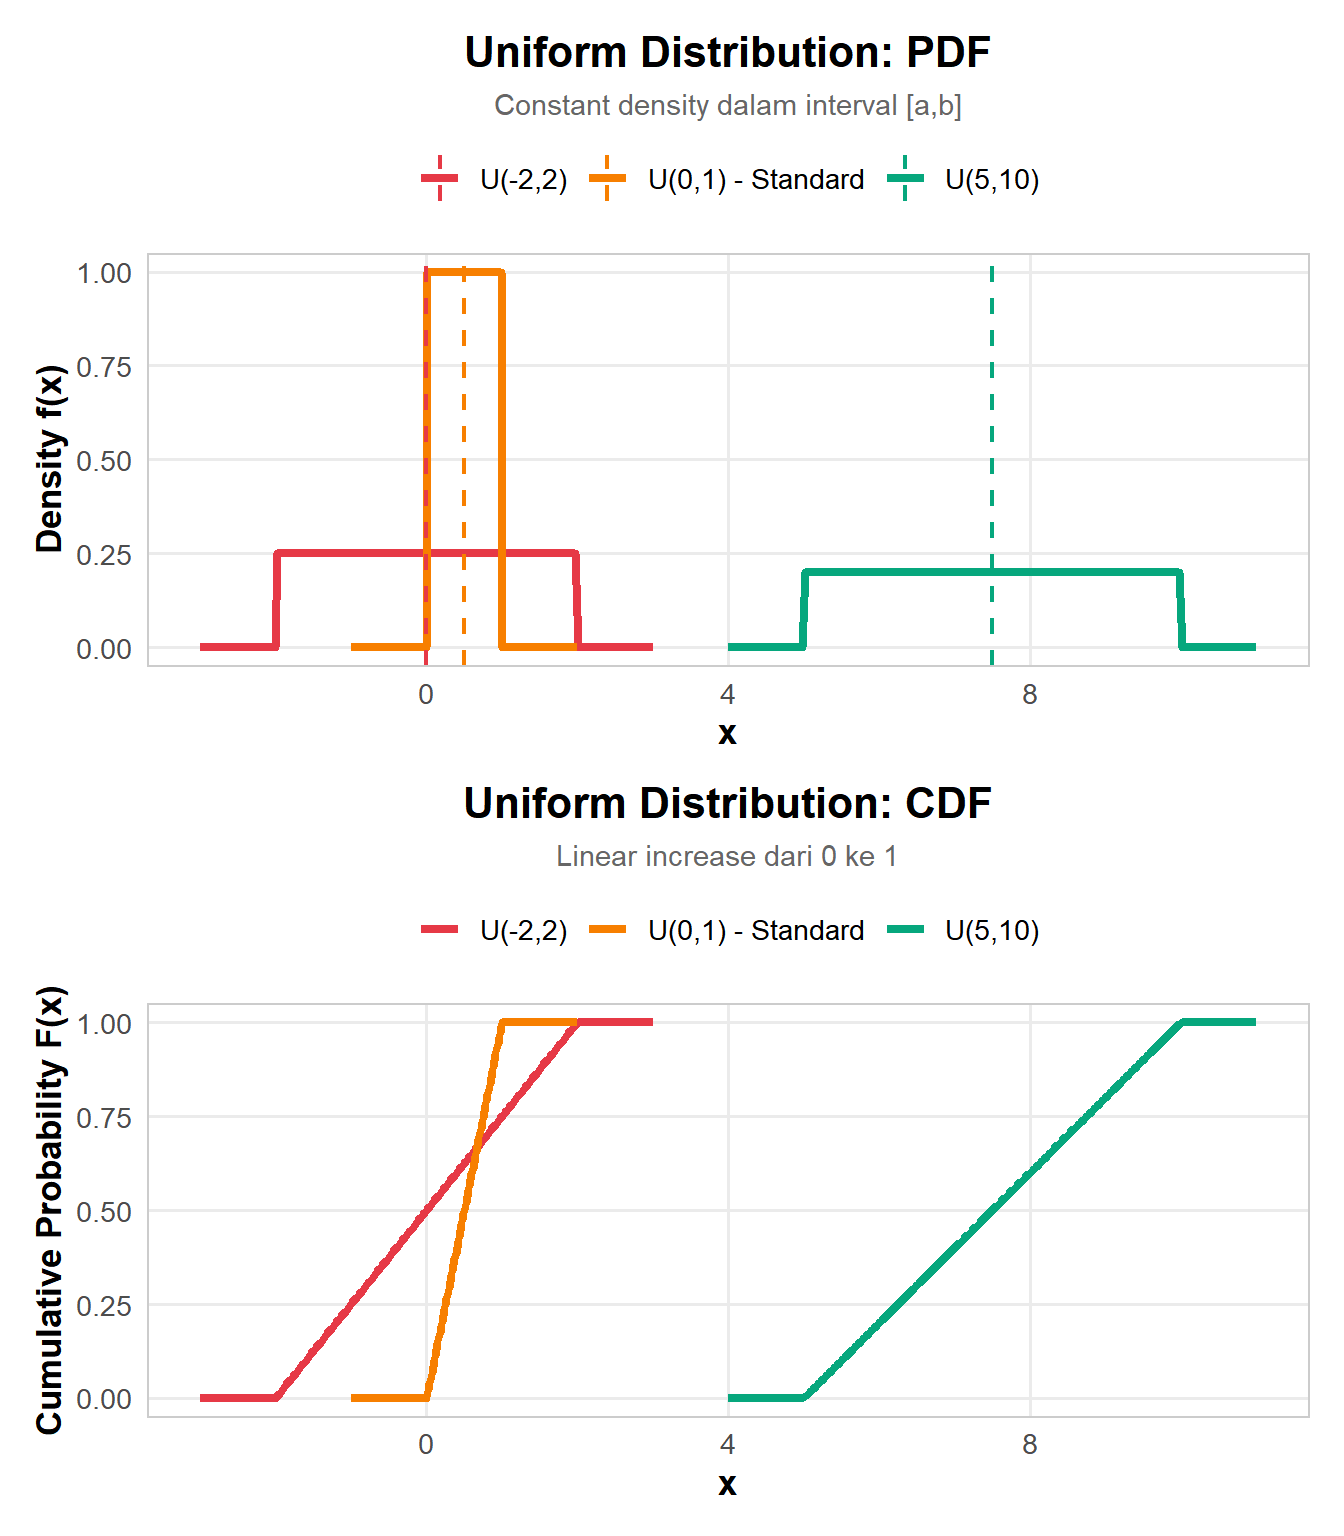 Uniform Distribution: PDF
Constant density dalam interval [a,b]
U(-2,2) U(0,1) - Standard U(5,10)
Density f(x)
1.00
0.75
0.50
0.25
0.00
0 4 8
x
Uniform Distribution: CDF
Linear increase dari 0 ke 1
U(-2,2) U(0,1) - Standard U(5,10)
Cumulative Probability F(x)
1.00
0.75
0.50
0.25
0.00
0 4 8
x